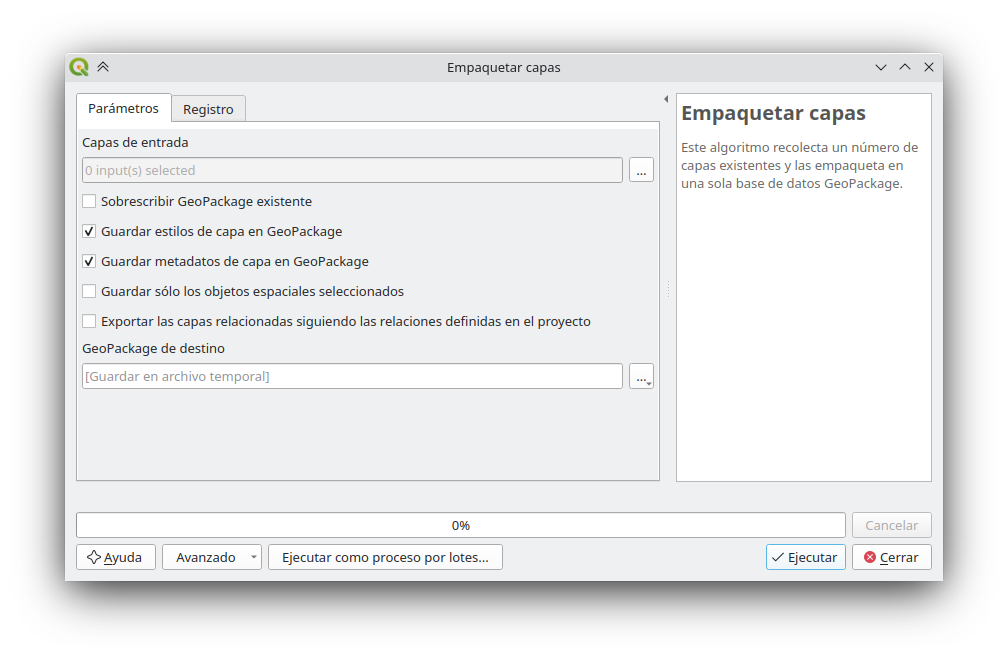 Empaquetar capas
Parámetros
Registro
Capas de entrada
0 input(s) selected
...
Sobrescribir GeoPackage existente
Guardar estilos de capa en GeoPackage
Guardar metadatos de capa en GeoPackage
Guardar sólo los objetos espaciales seleccionados
Exportar las capas relacionadas siguiendo las relaciones definidas en el proyecto
GeoPackage de destino
[Guardar en archivo temporal]
...
Empaquetar capas
Este algoritmo recolecta un número de
capas existentes y las empaqueta en
una sola base de datos GeoPackage.
0%
Cancelar
Ayuda
Avanzado
Ejecutar como proceso por lotes...
Ejecutar
Cerrar